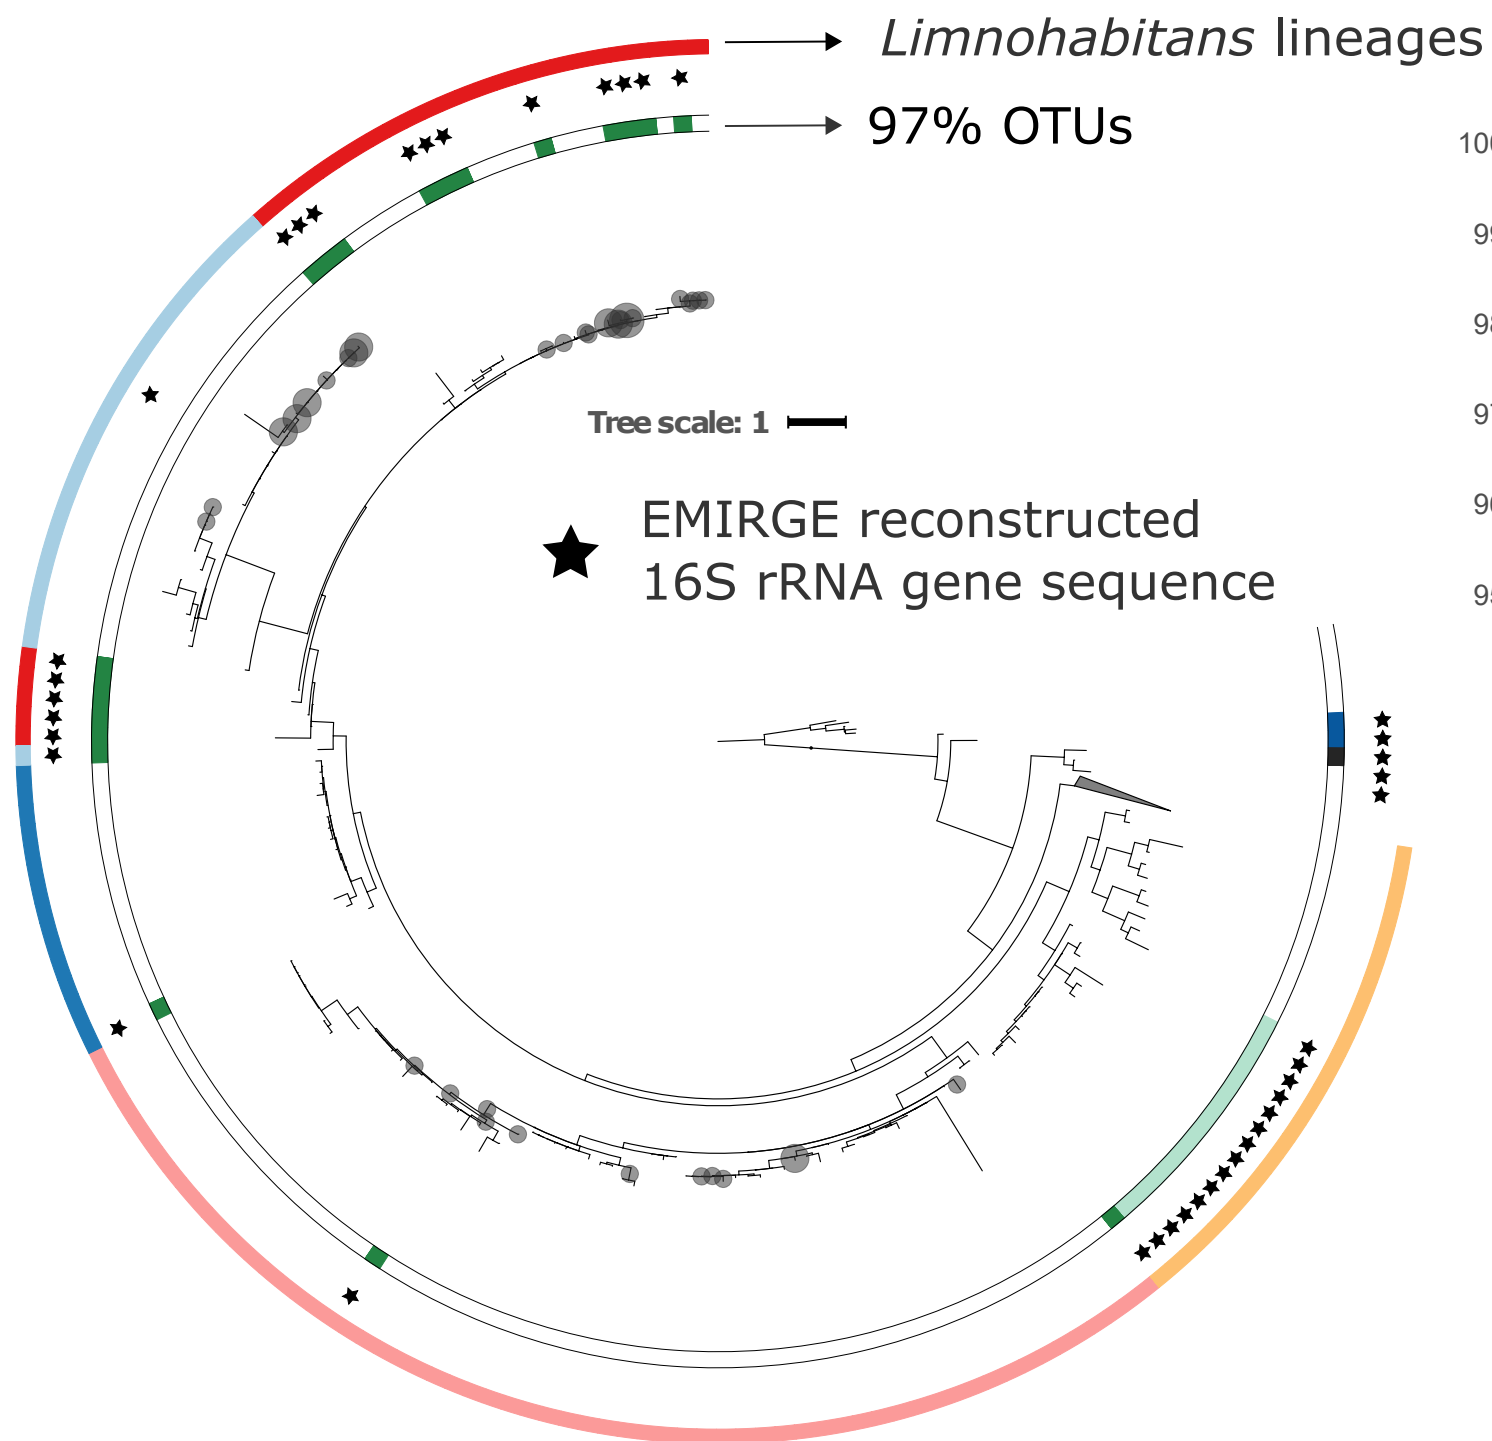 Limnohabitans lineages
97% OTUs
Tree scale: 1
EMIRGE reconstructed
16S rRNA gene sequence